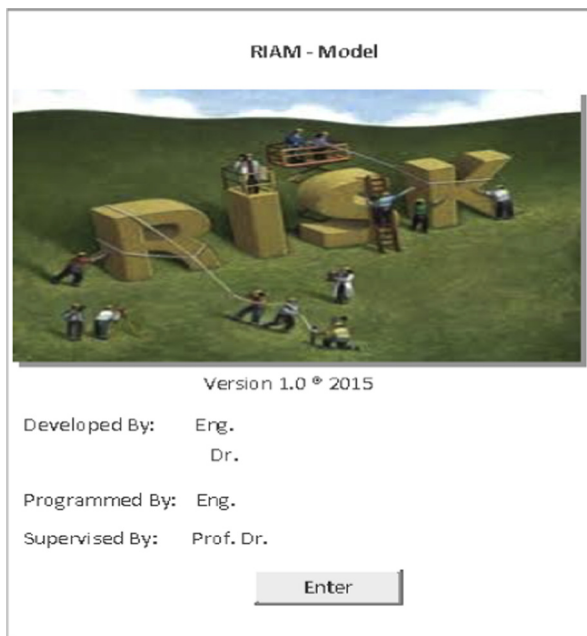 RIAM - Model
RISK
Version 1.0 ® 2015
Developed By: Eng.
Dr.
Programmed By: Eng.
Supervised By: Prof. Dr.
Enter